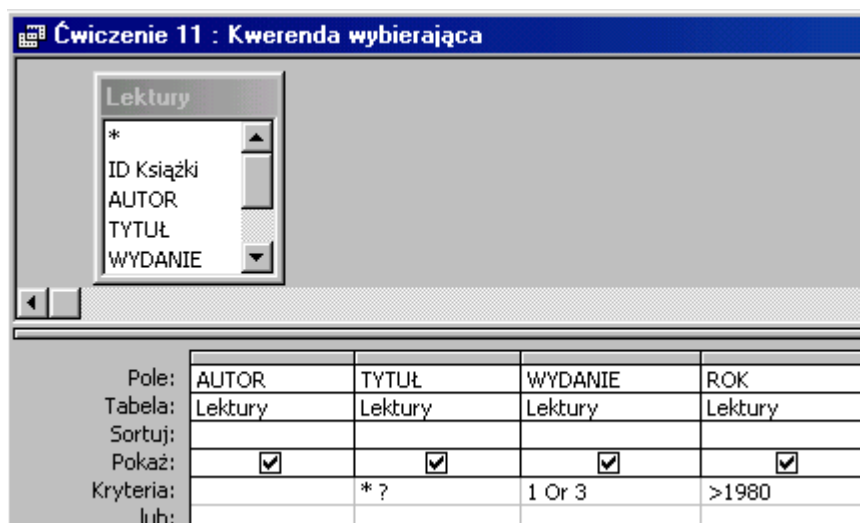 Ćwiczenie 11 : Kwerenda wybierająca
Lektury
*
ID Książki
AUTOR
TYTUŁ
WYDANIE
Pole: AUTOR TYTUŁ WYDANIE ROK
Tabela: Lektury Lektury Lektury Lektury
Sortuj:
Pokaż:
Kryteria: * ? 1 Or 3 >1980
lub: